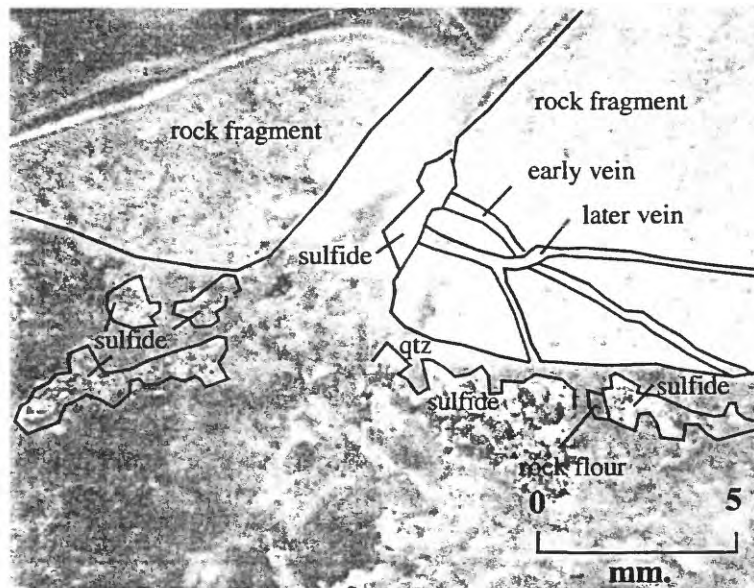 rock fragment
rock fragment
early vein
later vein
sulfide
sulfide
qtz
sulfide
sulfide
rock flour
0 5
mm.